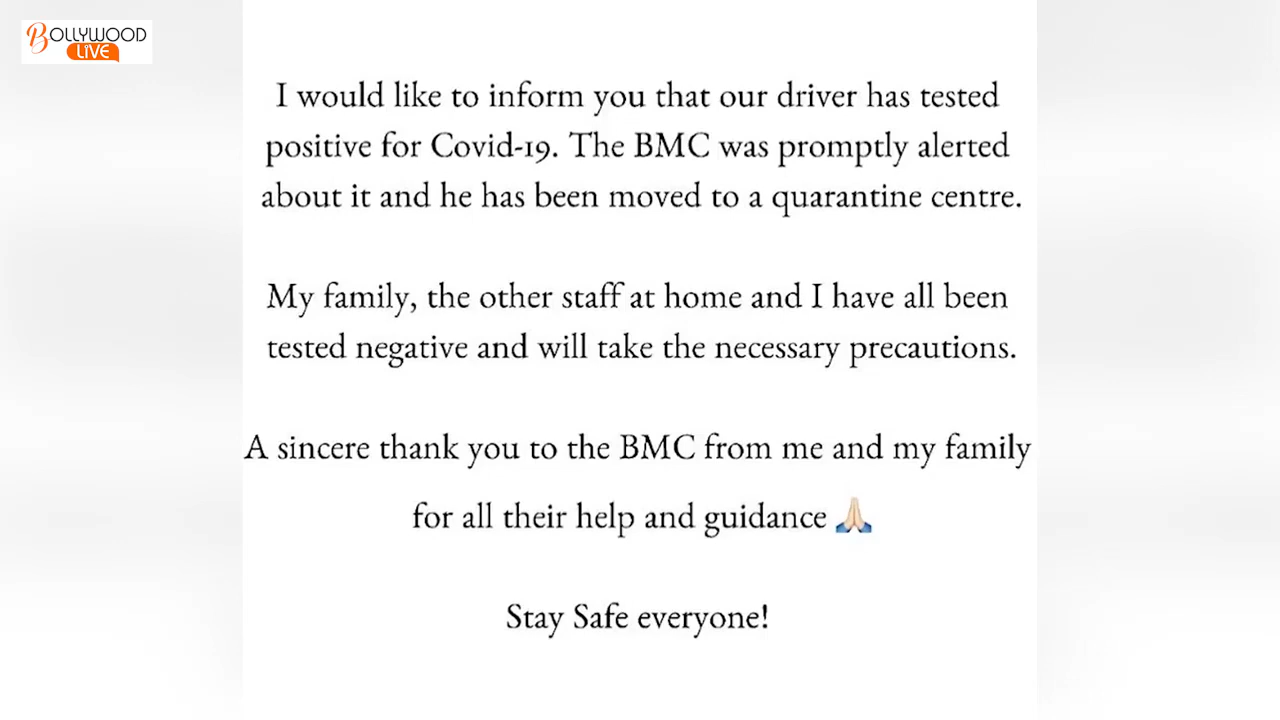 BOLLYWOOD
LIVE
I would like to inform you that our driver has tested
positive for Covid-19. The BMC was promptly alerted
about it and he has been moved to a quarantine centre.
My family, the other staff at home and I have all been
tested negative and will take the necessary precautions.
A sincere thank you to the BMC from me and my family
for all their help and guidance 🙏🏻
Stay Safe everyone!